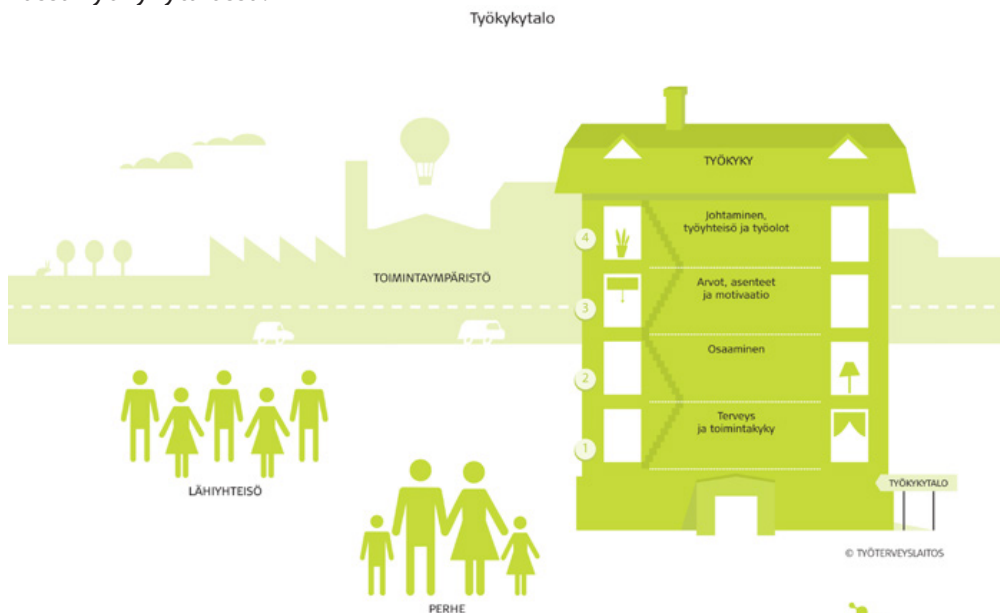 Työkykytalo
TYÖKYKY
4
Johtaminen,
työyhteisö ja työolot
TOIMINTAYMPÄRISTÖ
3
Arvot, asenteet
ja motivaatio
2
Osaaminen
1
Terveys
ja toimintakyky
LÄHIYHTEISÖ
TYÖKYKYTALO
© TYÖTERVEYSLAITOS
PERHE